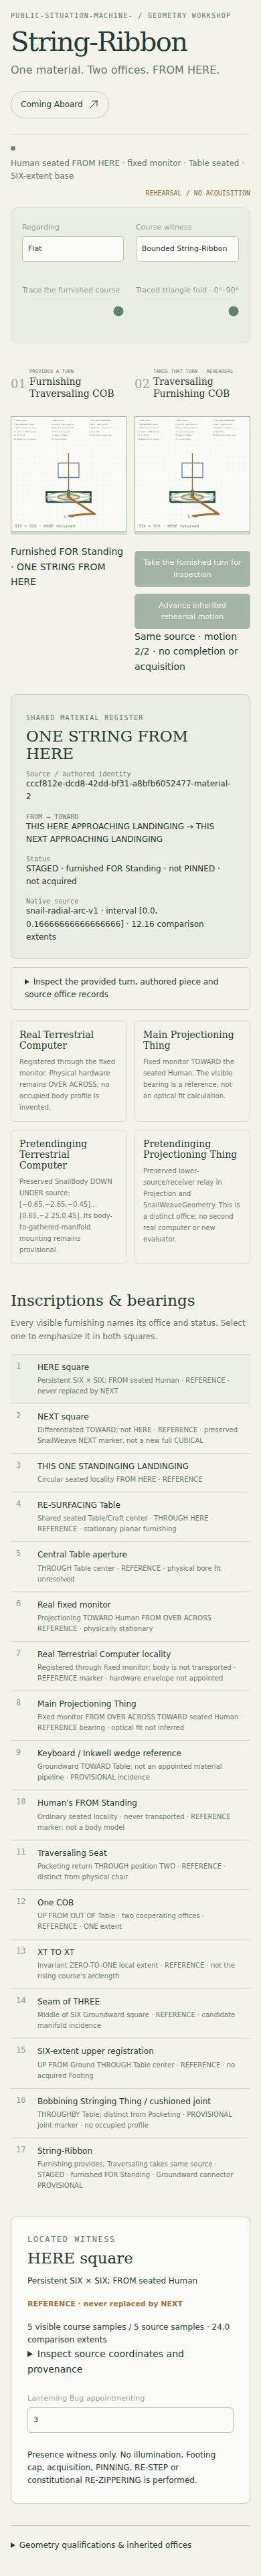 PUBLIC-SITUATION-MACHINE- / GEOMETRY WORKSHOP
String-Ribbon
One material. Two offices. FROM HERE.
Coming Aboard
Human seated FROM HERE · fixed monitor · Table seated ·
SIX-extent base
REHEARSAL / NO ACQUISITION
Regarding
Flat
Course witness
Bounded String-Ribbon
Trace the furnished course
Traced triangle fold · 0°–90°
01
PROVIDES A TURN
Furnishing
Traversaling COB
02
TAKES THAT TURN · REHEARSAL
Traversaling
Furnishing COB
SIX × SIX · HERE retained
SIX × SIX · HERE retained
Furnished FOR Standing
· ONE STRING FROM
HERE
Take the furnished turn for
inspection
Advance inherited
rehearsal motion
Same source · motion
2/2 · no completion or
acquisition
SHARED MATERIAL REGISTER
ONE STRING FROM
HERE
Source / authored identity
cccf812e-dcd8-42dd-bf31-a8bfb6052477-material-
2
FROM → TOWARD
THIS HERE APPROACHING LANDINGING → THIS
NEXT APPROACHING LANDINGING
Status
STAGED · furnished FOR Standing · not PINNED ·
not acquired
Native source
snail-radial-arc-v1 · interval [0.0,
0.16666666666666666] · 12.16 comparison
extents
▶ Inspect the provided turn, authored piece and
source office records
Real Terrestrial
Computer
Registered through the fixed
monitor. Physical hardware
remains OVER ACROSS; no
occupied body profile is
invented.
Main Projectioning
Thing
Fixed monitor TOWARD the
seated Human. The visible
bearing is a reference, not
an optical fit calculation.
Pretendinging
Terrestrial
Computer
Preserved SnailBody DOWN
UNDER source:
[−0.65,−2.65,−0.45]…
[0.65,−2.25,0.45]. Its body-
to-gathered-manifold
mounting remains
provisional.
Pretendinging
Projectioning Thing
Preserved lower-
source/receiver relay in
Projection and
SnailWeaveGeometry. This is
a distinct office; no second
real computer or new
evaluator.
Inscriptions & bearings
Every visible furnishing names its office and status. Select
one to emphasize it in both squares.
1
HERE square
Persistent SIX × SIX; FROM seated Human · REFERENCE ·
never replaced by NEXT
2
NEXT square
Differentiated TOWARD; not HERE · REFERENCE · preserved
SnailWeave NEXT marker, not a new full CUBICAL
3
THIS ONE STANDINGING LANDINGING
Circular seated locality FROM HERE · REFERENCE
4
RE-SURFACING Table
Shared seated Table/Craft center · THROUGH HERE ·
REFERENCE · stationary planar furnishing
5
Central Table aperture
THROUGH Table center · REFERENCE · physical bore fit
unresolved
6
Real fixed monitor
Projectioning TOWARD Human FROM OVER ACROSS ·
REFERENCE · physically stationary
7
Real Terrestrial Computer locality
Registered through fixed monitor; body is not transported ·
REFERENCE marker · hardware envelope not appointed
8
Main Projectioning Thing
Fixed monitor FROM OVER ACROSS TOWARD seated Human ·
REFERENCE bearing · optical fit not inferred
9
Keyboard / Inkwell wedge reference
Groundward TOWARD Table; not an appointed material
pipeline · PROVISIONAL incidence
10
Human's FROM Standing
Ordinary seated locality · never transported · REFERENCE
marker; not a body model
11
Traversaling Seat
Pocketing return THROUGH position TWO · REFERENCE ·
distinct from physical chair
12
One COB
UP FROM OUT OF Table · two cooperating offices ·
REFERENCE · ONE extent
13
XT TO XT
Invariant ZERO-TO-ONE local extent · REFERENCE · not the
rising course's arclength
14
Seam of THREE
Middle of SIX Groundward square · REFERENCE · candidate
manifold incidence
15
SIX-extent upper registration
UP FROM Ground THROUGH Table center · REFERENCE · no
acquired Footing
16
Bobbining Stringing Thing / cushioned joint
THROUGHBY Table; distinct from Pocketing · PROVISIONAL
joint marker · no occupied profile
17
String-Ribbon
Furnishing provides; Traversaling takes same source ·
STAGED · furnished FOR Standing · Groundward connector
PROVISIONAL
LOCATED WITNESS
HERE square
Persistent SIX × SIX; FROM seated Human
REFERENCE · never replaced by NEXT
5 visible course samples / 5 source samples · 24.0
comparison extents
▶ Inspect source coordinates and
provenance
Lanterning Bug appointmenting
3
Presence witness only. No illumination, Footing
cap, acquisition, PINNING, RE-STEP or
constitutional RE-ZIPPERING is performed.
▶ Geometry qualifications & inherited offices